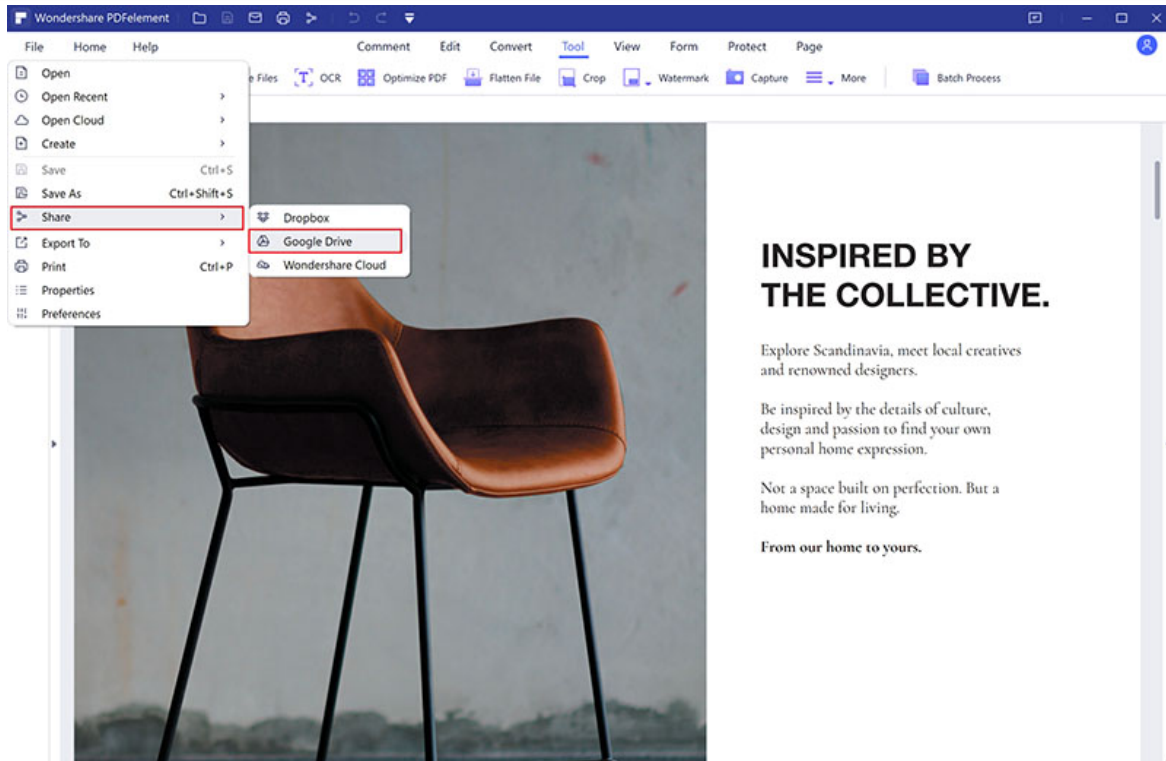 Wondershare PDFelement
File Home Help Comment Edit Convert Tool View Form Protect Page
Files OCR Optimize PDF Flatten File Crop Watermark Capture More Batch Process
Open
Open Recent
Open Cloud
Create
Save Ctrl+S
Save As Ctrl+Shift+S
Share
Export To
Print Ctrl+P
Properties
Preferences
Dropbox
Google Drive
Wondershare Cloud
INSPIRED BY
THE COLLECTIVE.
Explore Scandinavia, meet local creatives
and renowned designers.
Be inspired by the details of culture,
design and passion to find your own
personal home expression.
Not a space built on perfection. But a
home made for living.
From our home to yours.